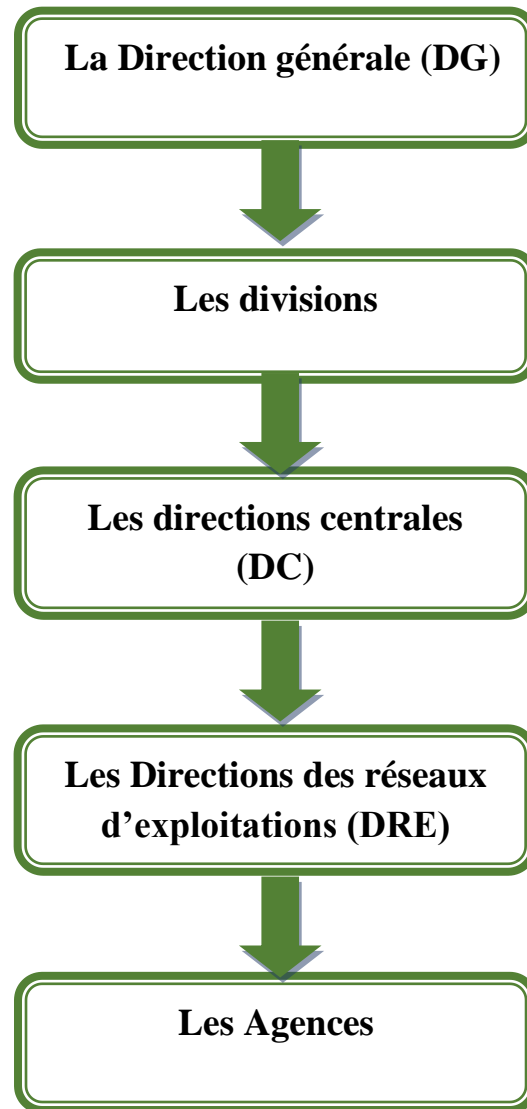 La Direction générale (DG)
Les divisions
Les directions centrales
(DC)
Les Directions des réseaux
d’exploitations (DRE)
Les Agences